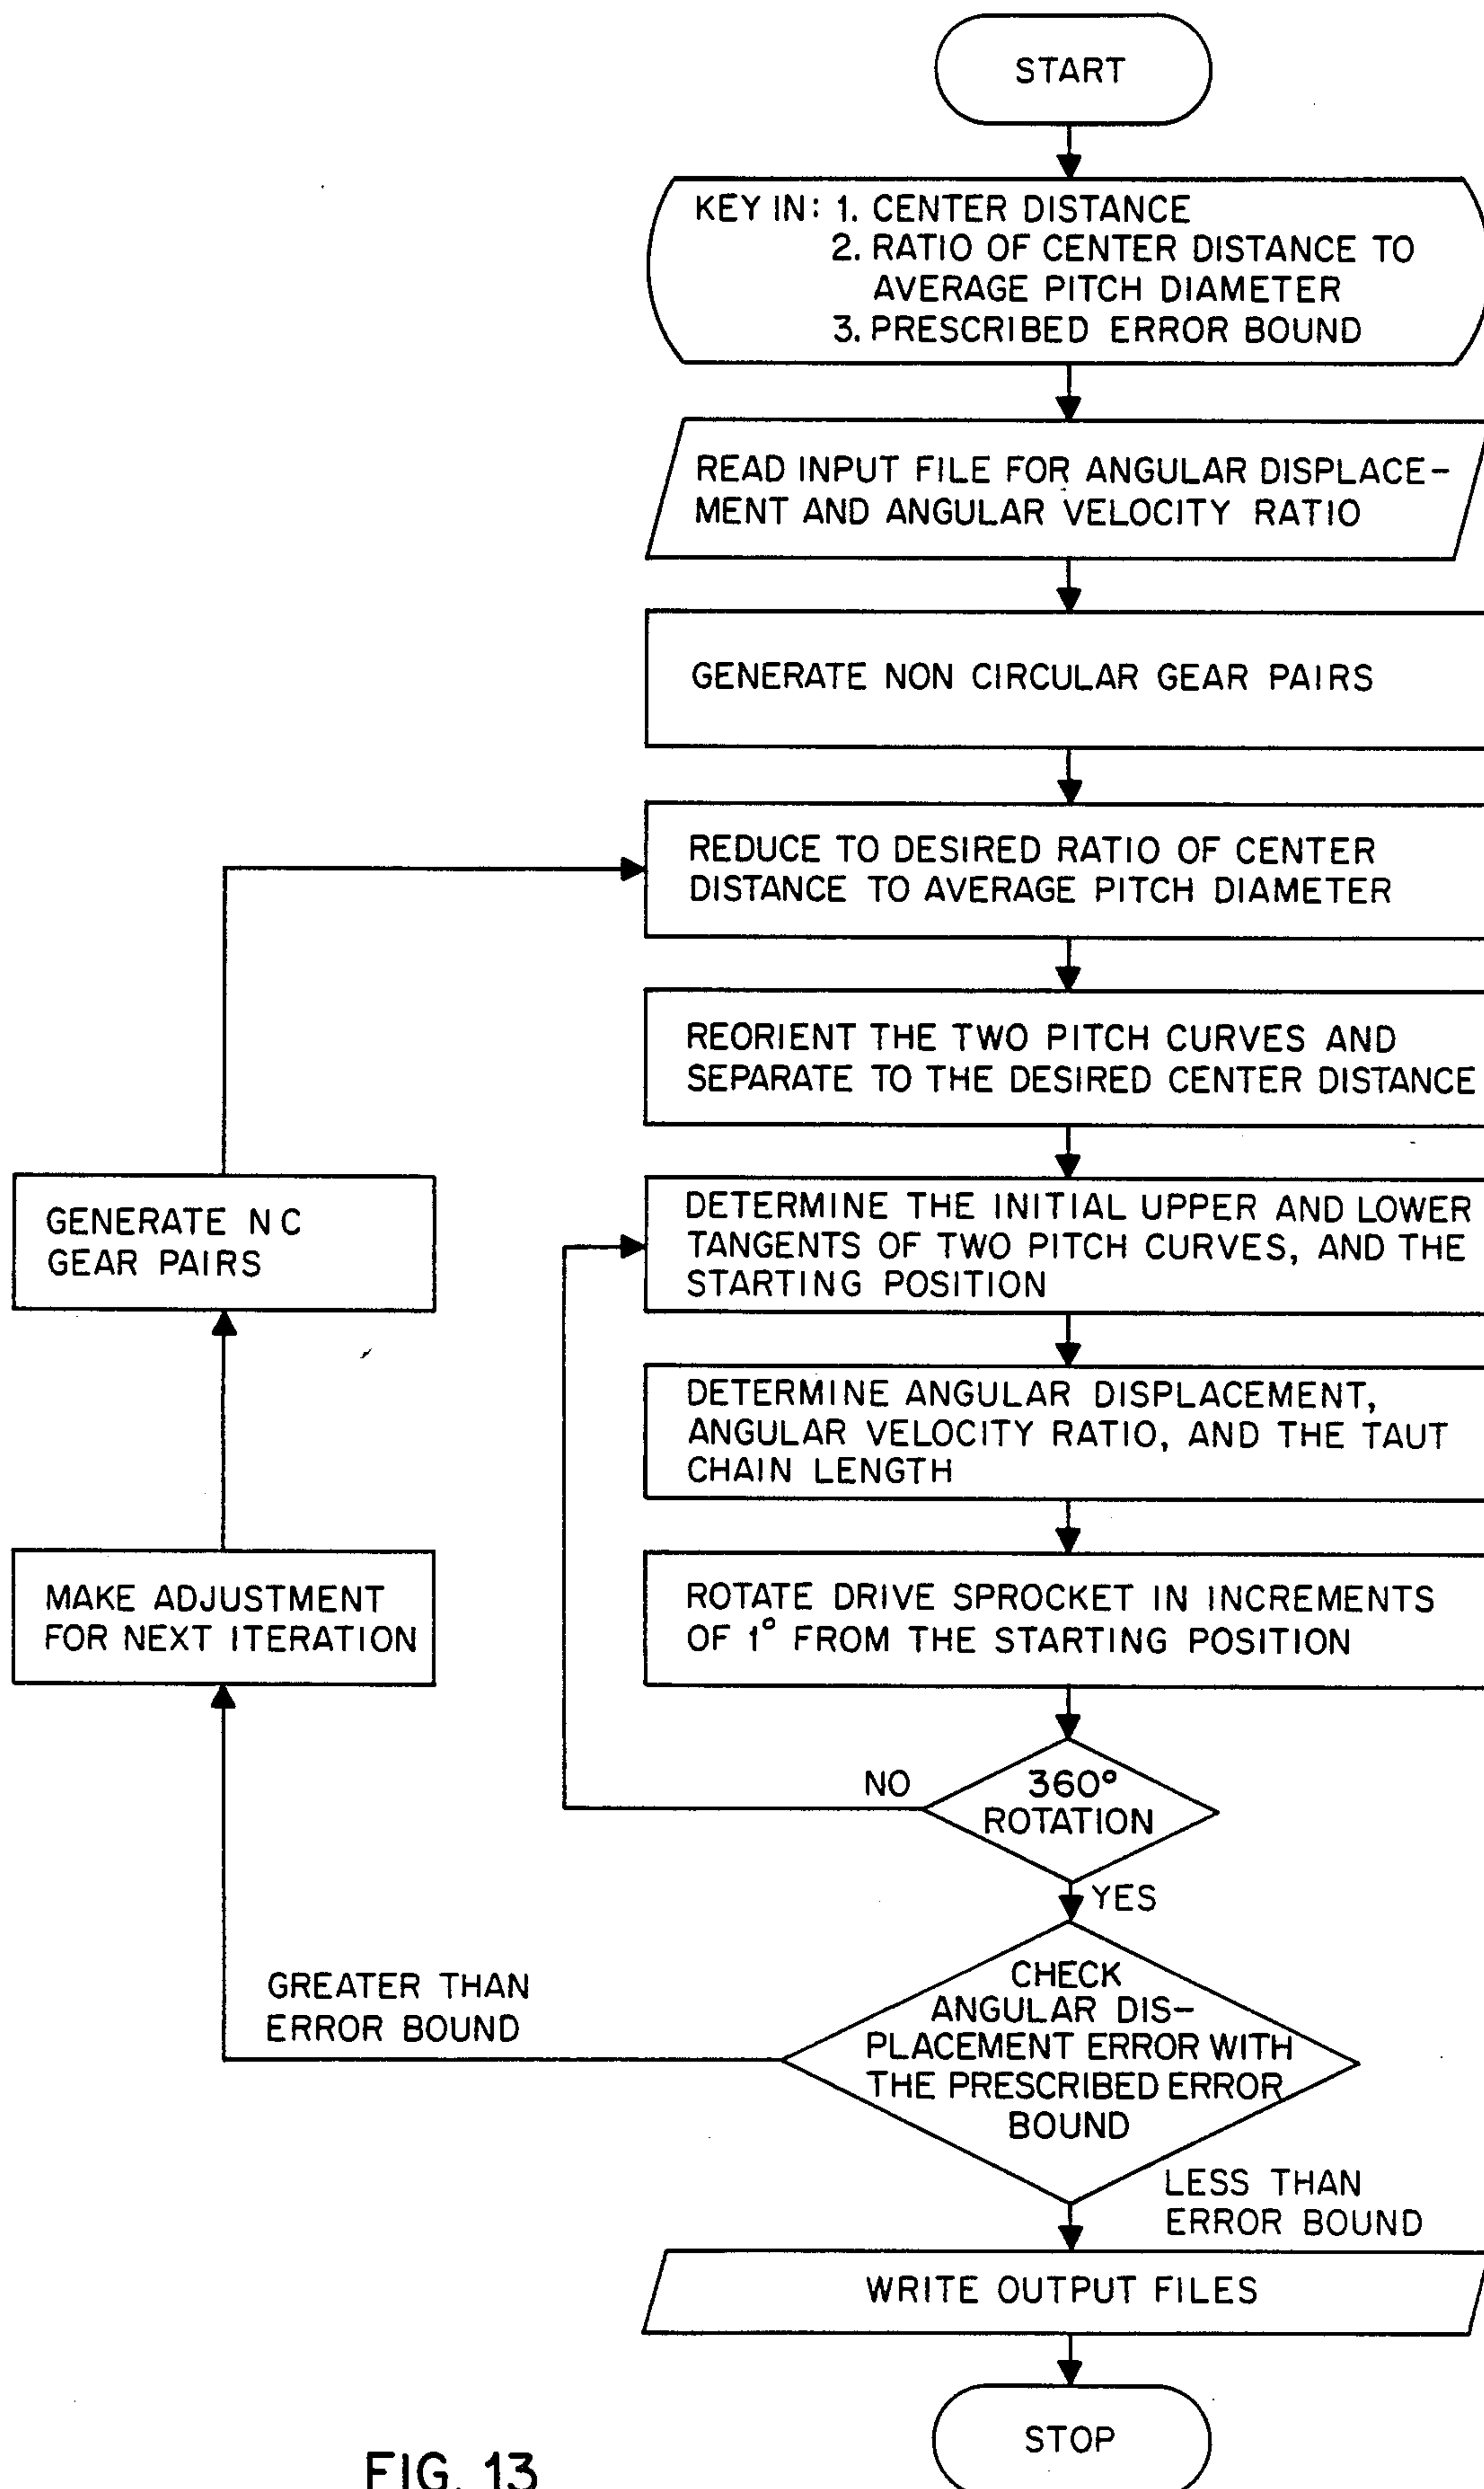 START
KEY IN: 1. CENTER DISTANCE
2. RATIO OF CENTER DISTANCE TO
AVERAGE PITCH DIAMETER
3. PRESCRIBED ERROR BOUND
READ INPUT FILE FOR ANGULAR DISPLACE-
MENT AND ANGULAR VELOCITY RATIO
GENERATE NON CIRCULAR GEAR PAIRS
REDUCE TO DESIRED RATIO OF CENTER
DISTANCE TO AVERAGE PITCH DIAMETER
REORIENT THE TWO PITCH CURVES AND
SEPARATE TO THE DESIRED CENTER DISTANCE
GENERATE NC
GEAR PAIRS
DETERMINE THE INITIAL UPPER AND LOWER
TANGENTS OF TWO PITCH CURVES, AND THE
STARTING POSITION
DETERMINE ANGULAR DISPLACEMENT,
ANGULAR VELOCITY RATIO, AND THE TAUT
CHAIN LENGTH
MAKE ADJUSTMENT
FOR NEXT ITERATION
ROTATE DRIVE SPROCKET IN INCREMENTS
OF 1° FROM THE STARTING POSITION
NO
360°
ROTATION
YES
GREATER THAN
ERROR BOUND
CHECK
ANGULAR DIS-
PLACEMENT ERROR WITH
THE PRESCRIBED ERROR
BOUND
LESS THAN
ERROR BOUND
WRITE OUTPUT FILES
STOP
FIG. 13